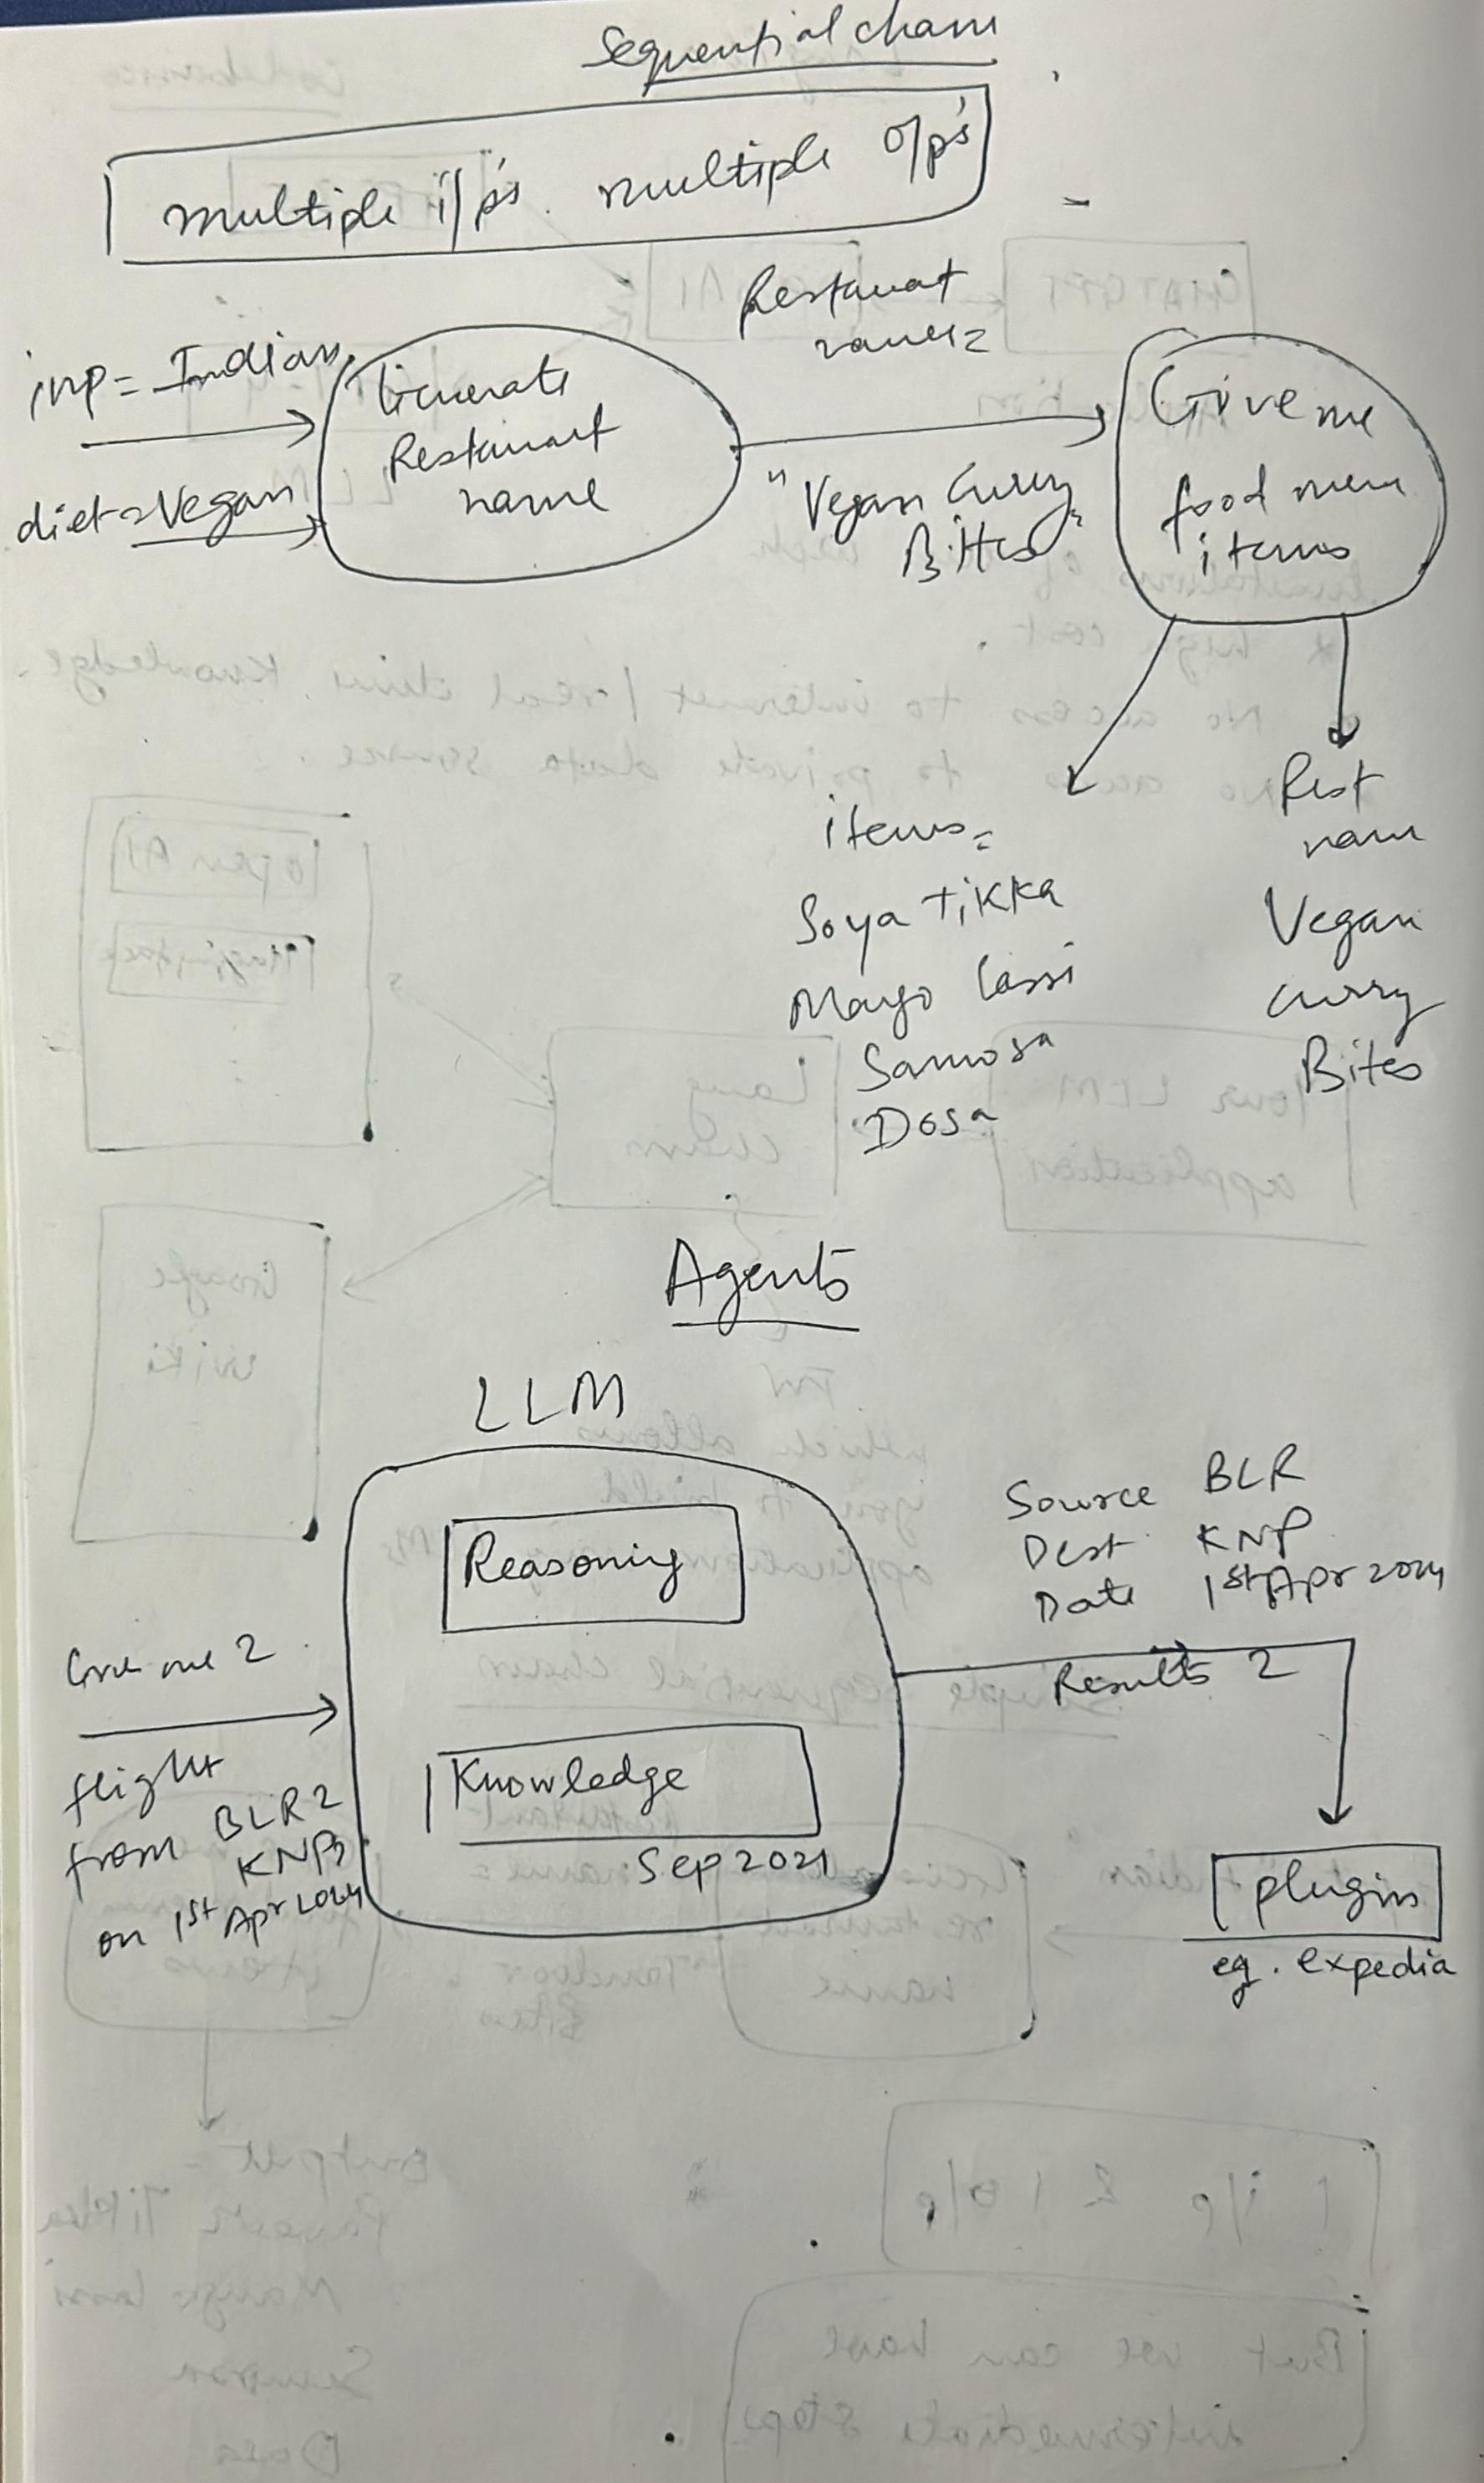 Sequential chain
multiple i/p's. multiple o/p's
inp = Indian
diet = Vegan
Generate
Restaurant
name
Restaurat
name =
"Vegan Curry
Bites"
Give me
food menu
items
items =
Soya Tikka
Mango lassi
Samosa
Dosa
Rest
name
Vegan
Curry
Bites
Agents
LLM
Reasoning
Knowledge
Sep 2021
Give me 2
flight
from BLR 2
KNP
on 1st Apr 2024
Source BLR
Dest KNP
Date 1st Apr 2024
Results 2
plugins
eg. expedia